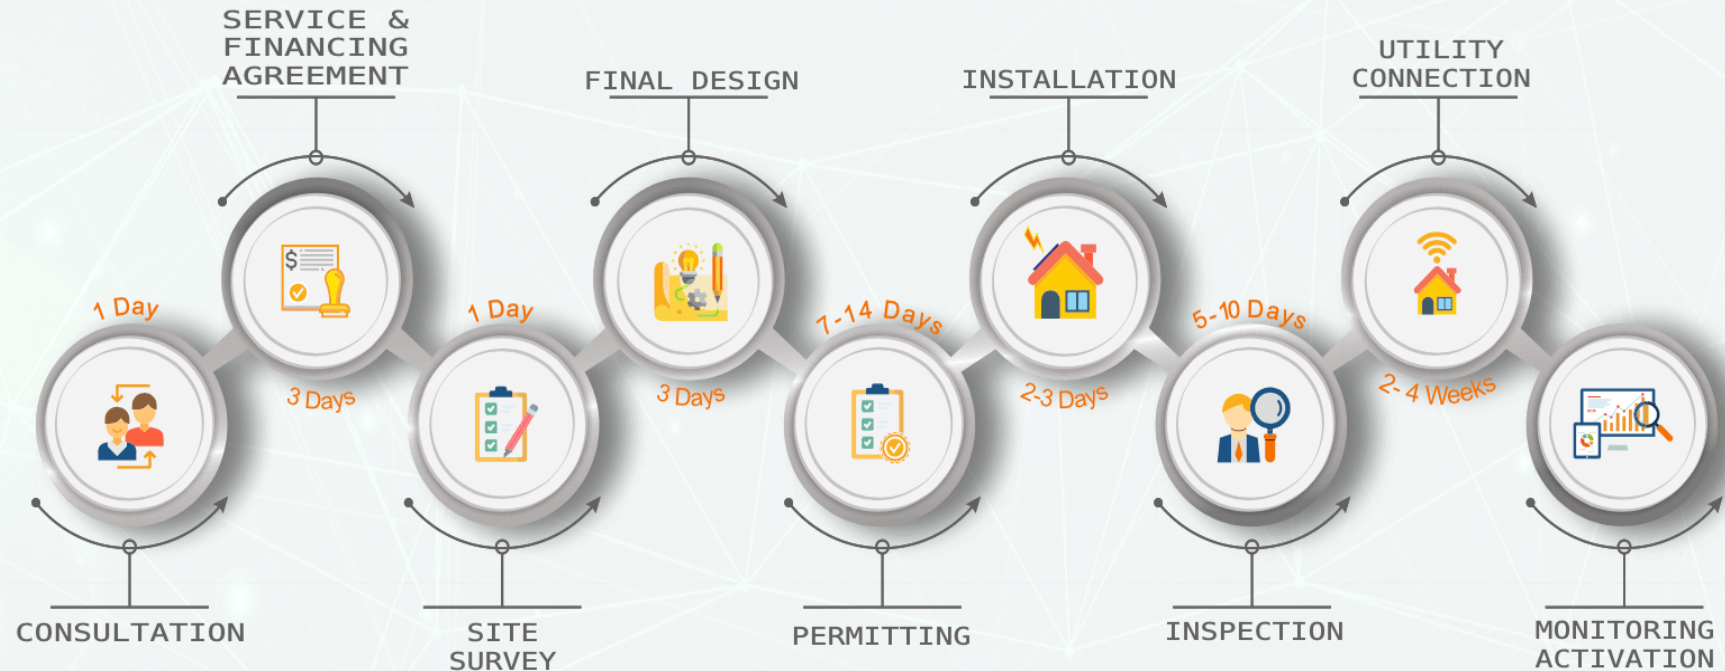 SERVICE &
FINANCING
AGREEMENT
FINAL DESIGN
INSTALLATION
UTILITY
CONNECTION
1 Day
3 Days
1 Day
3 Days
7-14 Days
2-3 Days
5-10 Days
2-4 Weeks
$
CONSULTATION
SITE
SURVEY
PERMITTING
INSPECTION
MONITORING
ACTIVATION